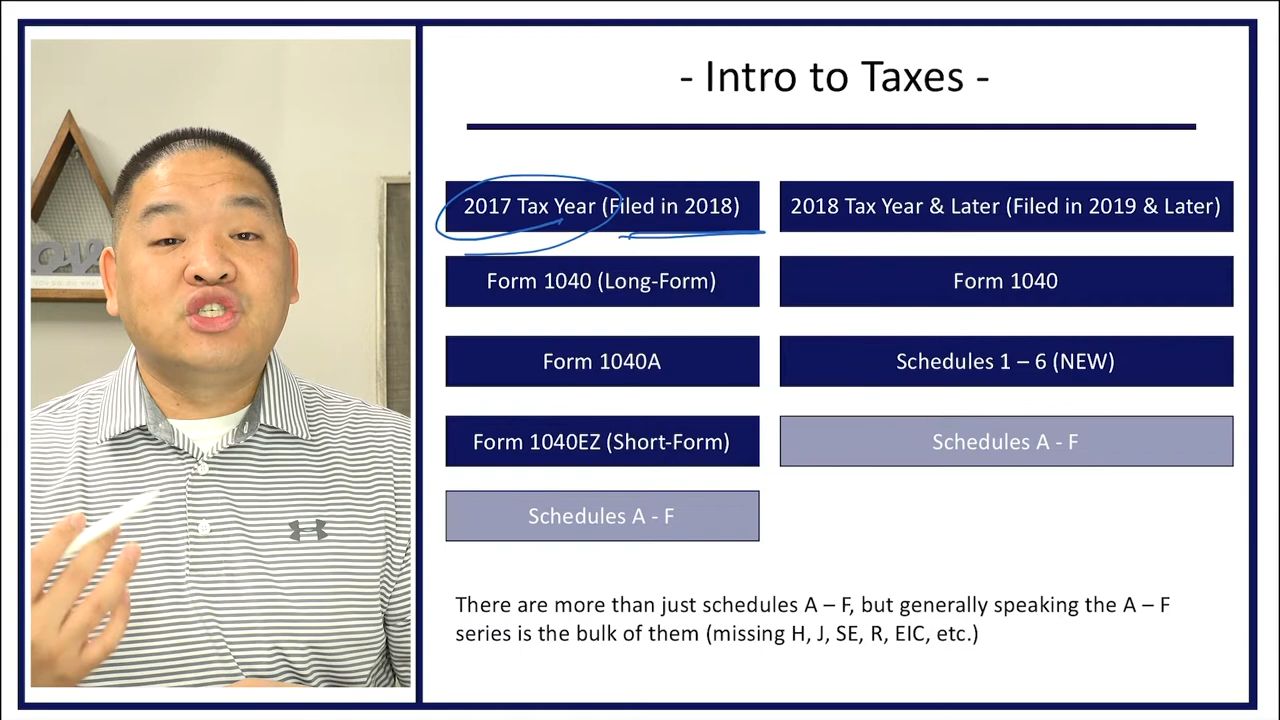 - Intro to Taxes -
2017 Tax Year (Filed in 2018)
2018 Tax Year & Later (Filed in 2019 & Later)
Form 1040 (Long-Form)
Form 1040
Form 1040A
Schedules 1 – 6 (NEW)
Form 1040EZ (Short-Form)
Schedules A - F
Schedules A - F
There are more than just schedules A – F, but generally speaking the A – F
series is the bulk of them (missing H, J, SE, R, EIC, etc.)